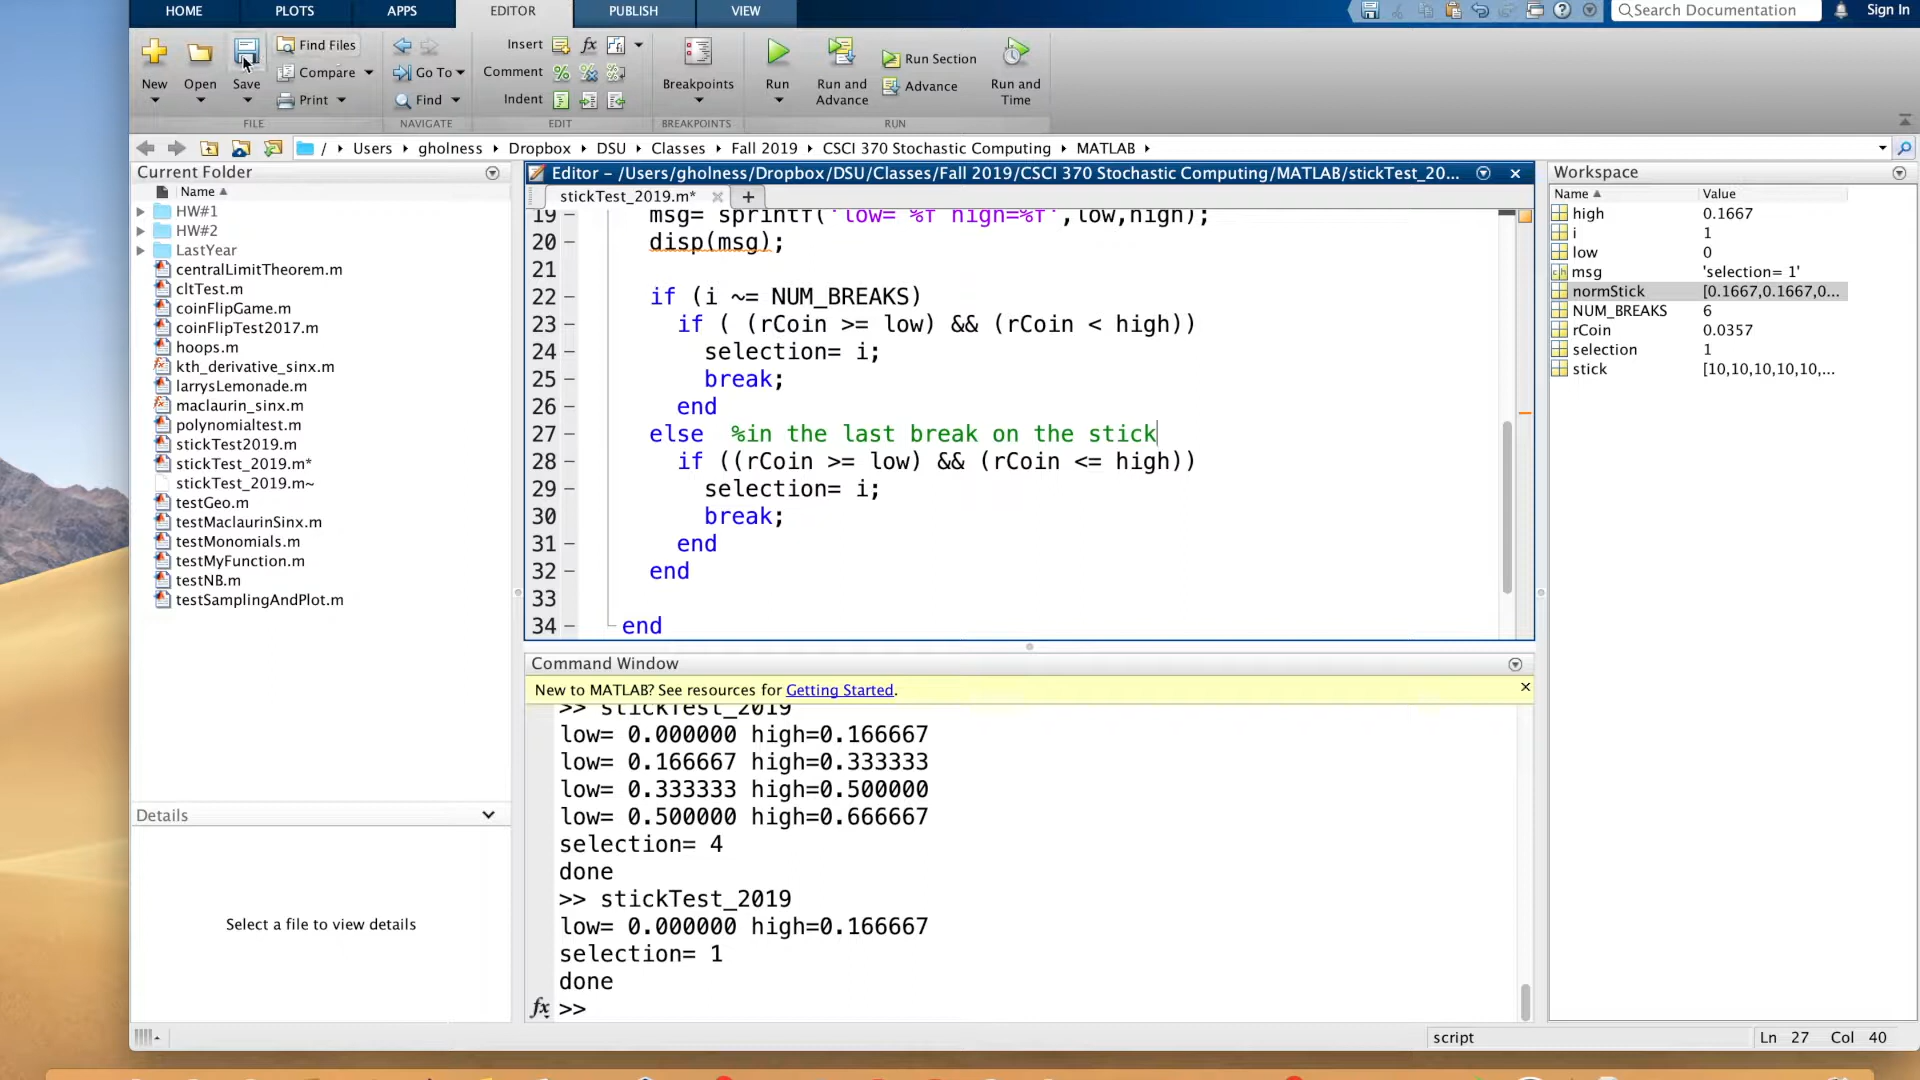 HOME PLOTS APPS EDITOR PUBLISH VIEW
Search Documentation Sign In
New Open Save Find Files Compare Print
Go To Find
Insert Comment Indent
Breakpoints Run Run and Advance Run Section Advance Run and Time
FILE NAVIGATE EDIT BREAKPOINTS RUN
/ Users gholness Dropbox DSU Classes Fall 2019 CSCI 370 Stochastic Computing MATLAB
Current Folder
Name
HW#1
HW#2
LastYear
centralLimitTheorem.m
cltTest.m
coinFlipGame.m
coinFlipTest2017.m
hoops.m
kth_derivative_sinx.m
larrysLemonade.m
maclaurin_sinx.m
polynomialtest.m
stickTest2019.m
stickTest_2019.m*
stickTest_2019.m~
testGeo.m
testMaclaurinSinx.m
testMonomials.m
testMyFunction.m
testNB.m
testSamplingAndPlot.m
Details
Select a file to view details
Editor - /Users/gholness/Dropbox/DSU/Classes/Fall 2019/CSCI 370 Stochastic Computing/MATLAB/stickTest_20...
stickTest_2019.m*
19 msg= sprintf('low= %f high=%f',low,high);
20 disp(msg);
21
22 if (i ~= NUM_BREAKS)
23 if ( (rCoin >= low) && (rCoin < high))
24 selection= i;
25 break;
26 end
27 else %in the last break on the stick
28 if ((rCoin >= low) && (rCoin <= high))
29 selection= i;
30 break;
31 end
32 end
33
34 end
Command Window
New to MATLAB? See resources for Getting Started.
>> stickTest_2019
low= 0.000000 high=0.166667
low= 0.166667 high=0.333333
low= 0.333333 high=0.500000
low= 0.500000 high=0.666667
selection= 4
done
>> stickTest_2019
low= 0.000000 high=0.166667
selection= 1
done
fx >>
Workspace
Name Value
high 0.1667
i 1
low 0
msg 'selection= 1'
normStick [0.1667,0.1667,0...
NUM_BREAKS 6
rCoin 0.0357
selection 1
stick [10,10,10,10,10,...
script Ln 27 Col 40